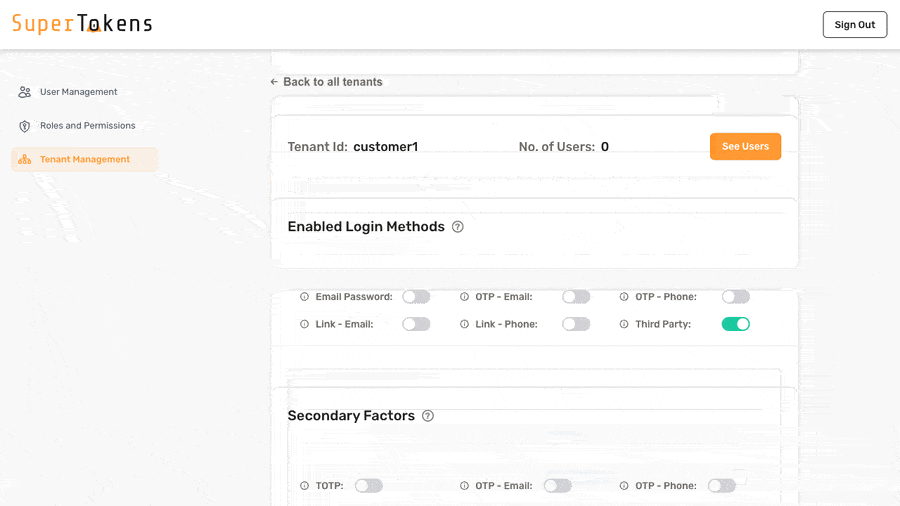 SuperTokens
Sign Out
← Back to all tenants
User Management
Roles and Permissions
Tenant Management
Tenant Id: customer1
No. of Users: 0
See Users
Enabled Login Methods
Email Password:
OTP - Email:
OTP - Phone:
Link - Email:
Link - Phone:
Third Party:
Secondary Factors
TOTP:
OTP - Email:
OTP - Phone: